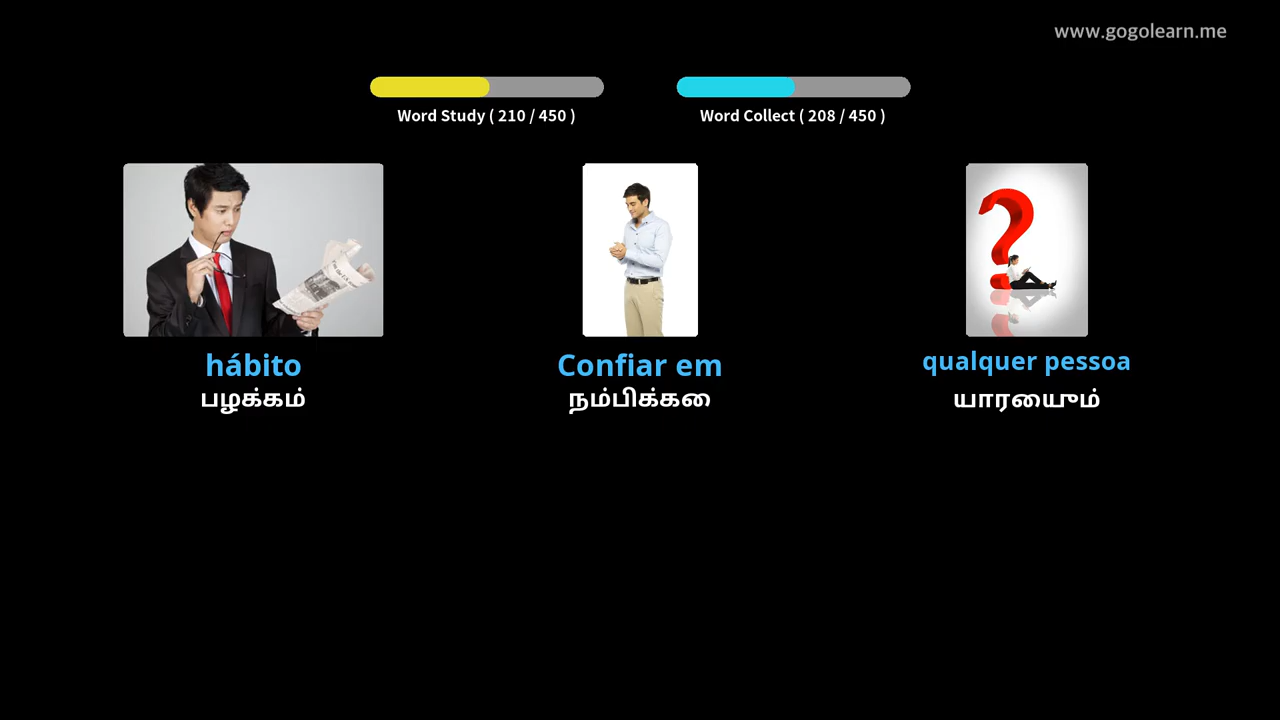 www.gogolearn.me
Word Study ( 210 / 450 )
Word Collect ( 208 / 450 )
hábito
Confiar em
qualquer pessoa
பழக்கம்
நம்பிக்கை
யாரையும்